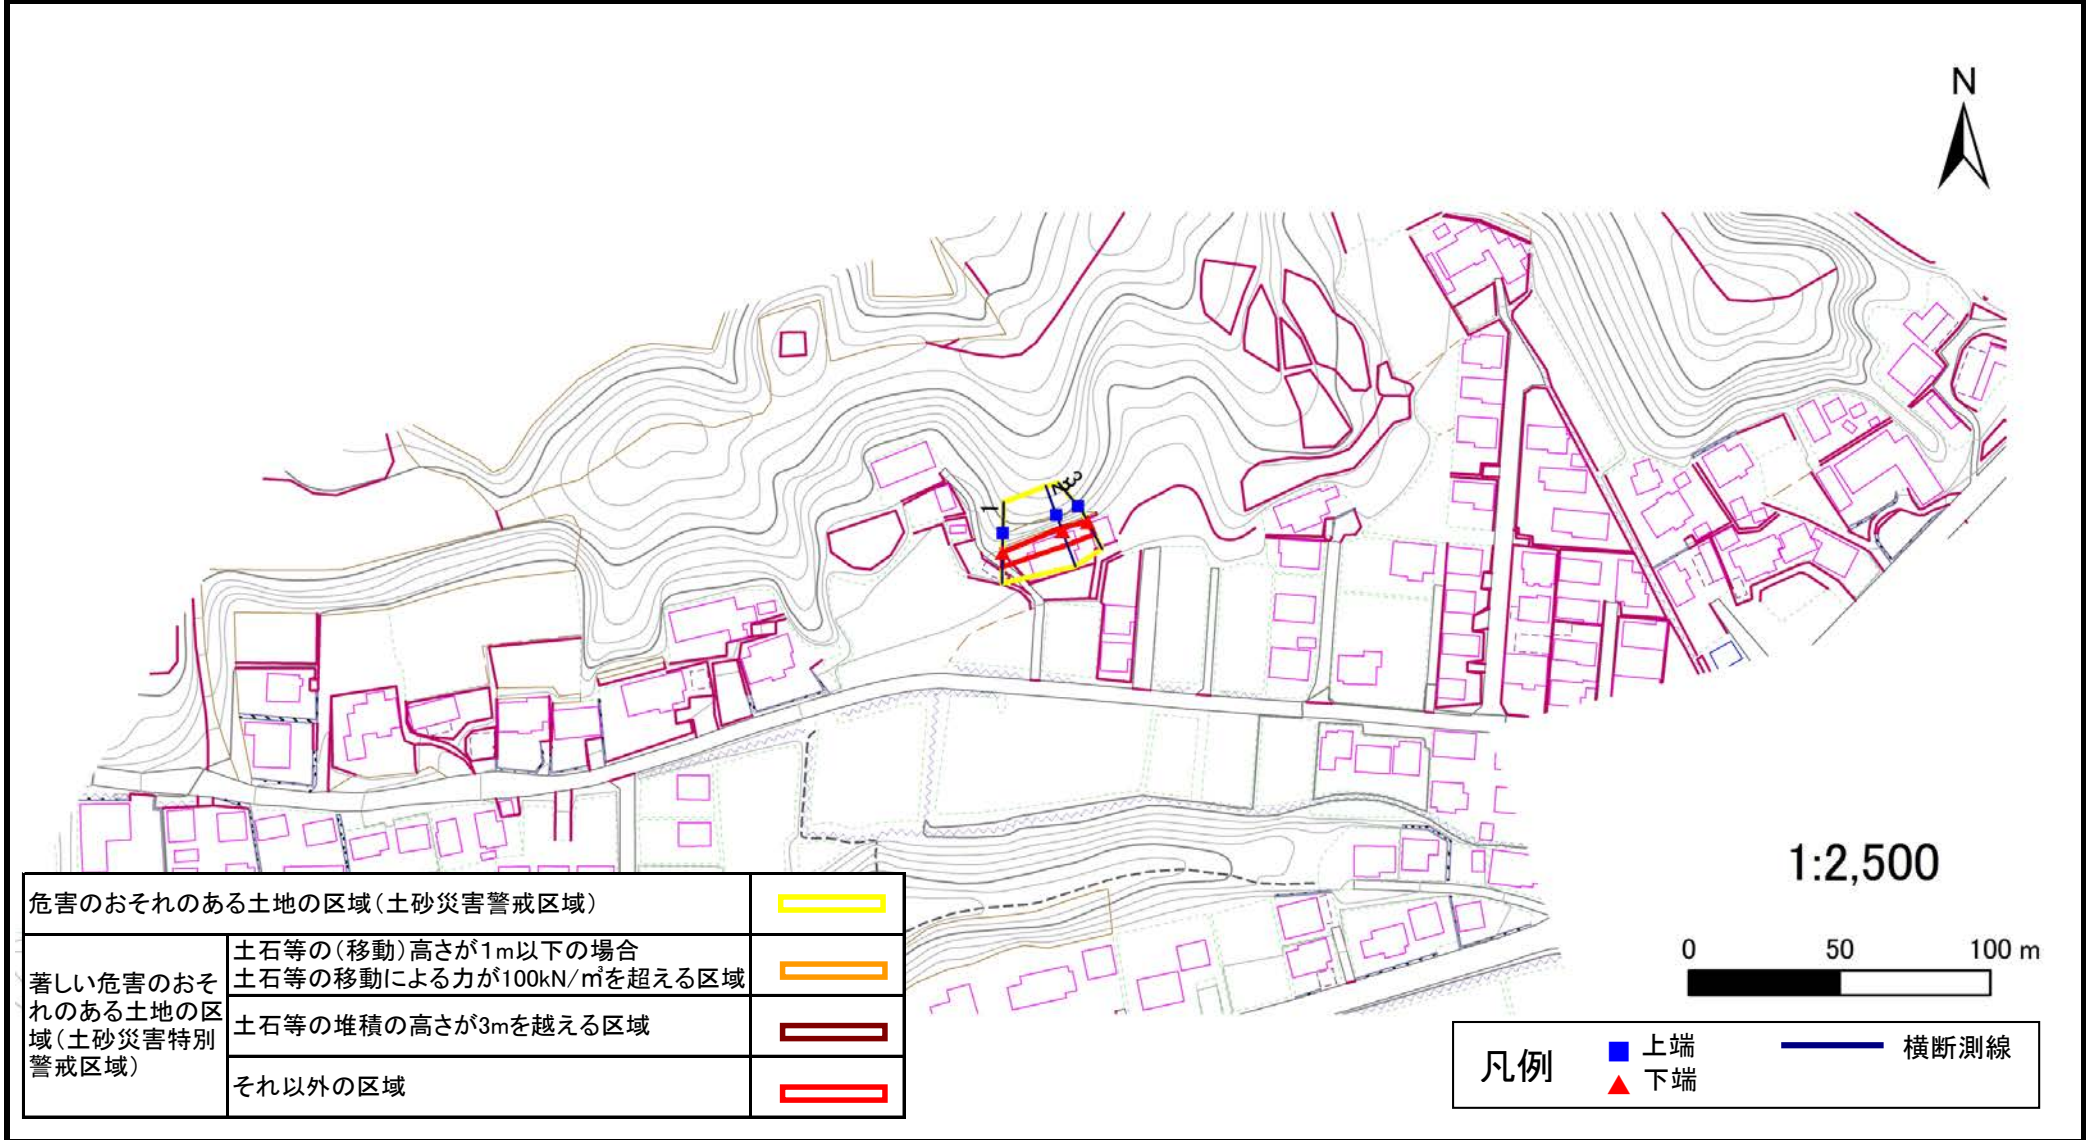 N
1
2
3
1:2,500
0 50 100 m
危害のおそれのある土地の区域(土砂災害警戒区域)
著しい危害のおそ
れのある土地の区
域(土砂災害特別
警戒区域)
土石等の(移動)高さが1m以下の場合
土石等の移動による力が100kN/㎡を超える区域
土石等の堆積の高さが3mを越える区域
それ以外の区域
凡例
上端
下端
横断測線